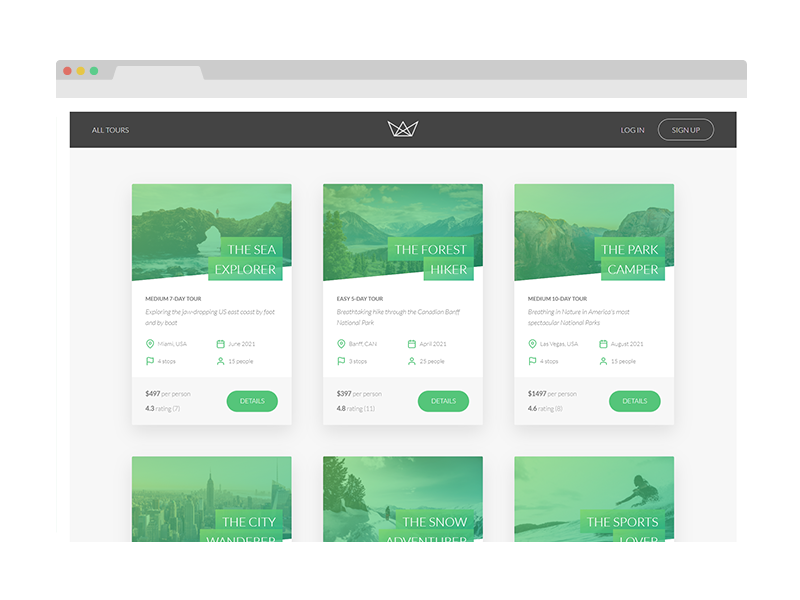 ALL TOURS
LOG IN
SIGN UP
THE SEA
EXPLORER
MEDIUM 7-DAY TOUR
Exploring the jaw-dropping US east coast by foot
and by boat
Miami, USA
June 2021
4 stops
15 people
$497 per person
4.3 rating (7)
DETAILS
THE FOREST
HIKER
EASY 5-DAY TOUR
Breathtaking hike through the Canadian Banff
National Park
Banff, CAN
April 2021
3 stops
25 people
$397 per person
4.8 rating (11)
DETAILS
THE PARK
CAMPER
MEDIUM 10-DAY TOUR
Breathing in Nature in America's most
spectacular National Parks
Las Vegas, USA
August 2021
4 stops
15 people
$1497 per person
4.6 rating (8)
DETAILS
THE CITY
WANDERER
THE SNOW
ADVENTURER
THE SPORTS
LOVER